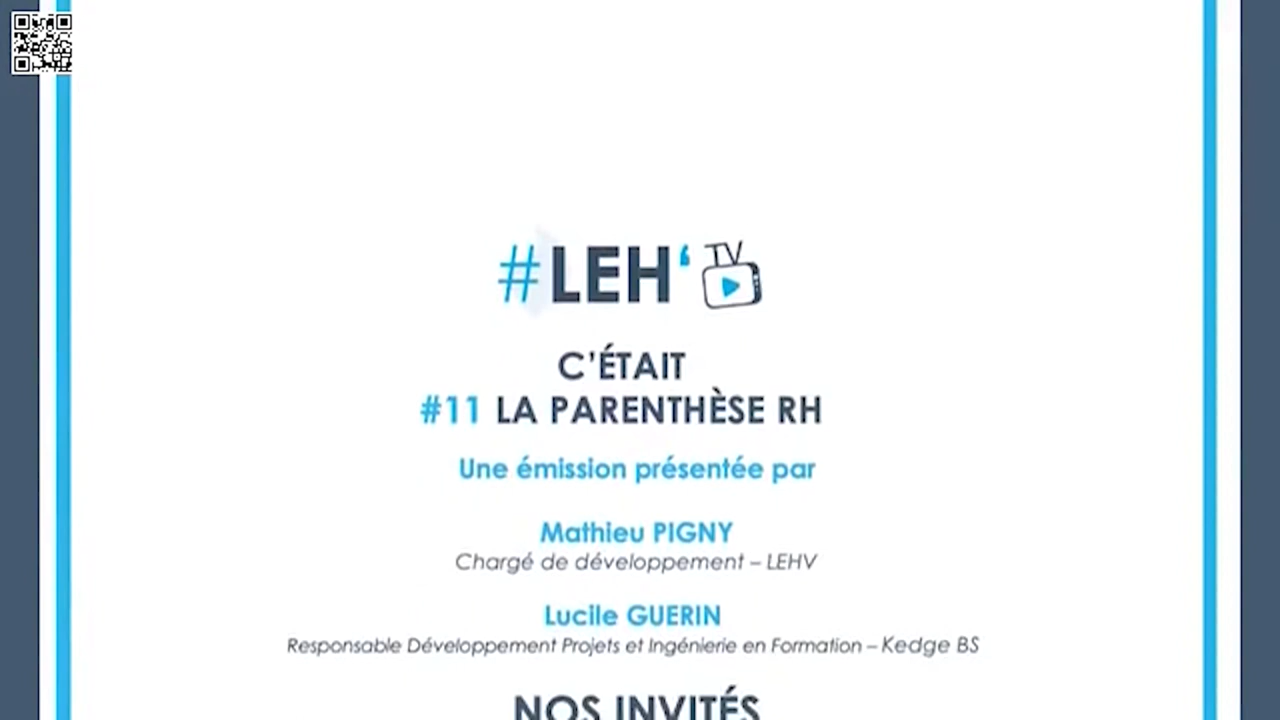 #LEH‘ TV
C’ÉTAIT
#11 LA PARENTHÈSE RH
Une émission présentée par
Mathieu PIGNY
Chargé de développement – LEHV
Lucile GUERIN
Responsable Développement Projets et Ingénierie en Formation – Kedge BS
NOS INVITÉS